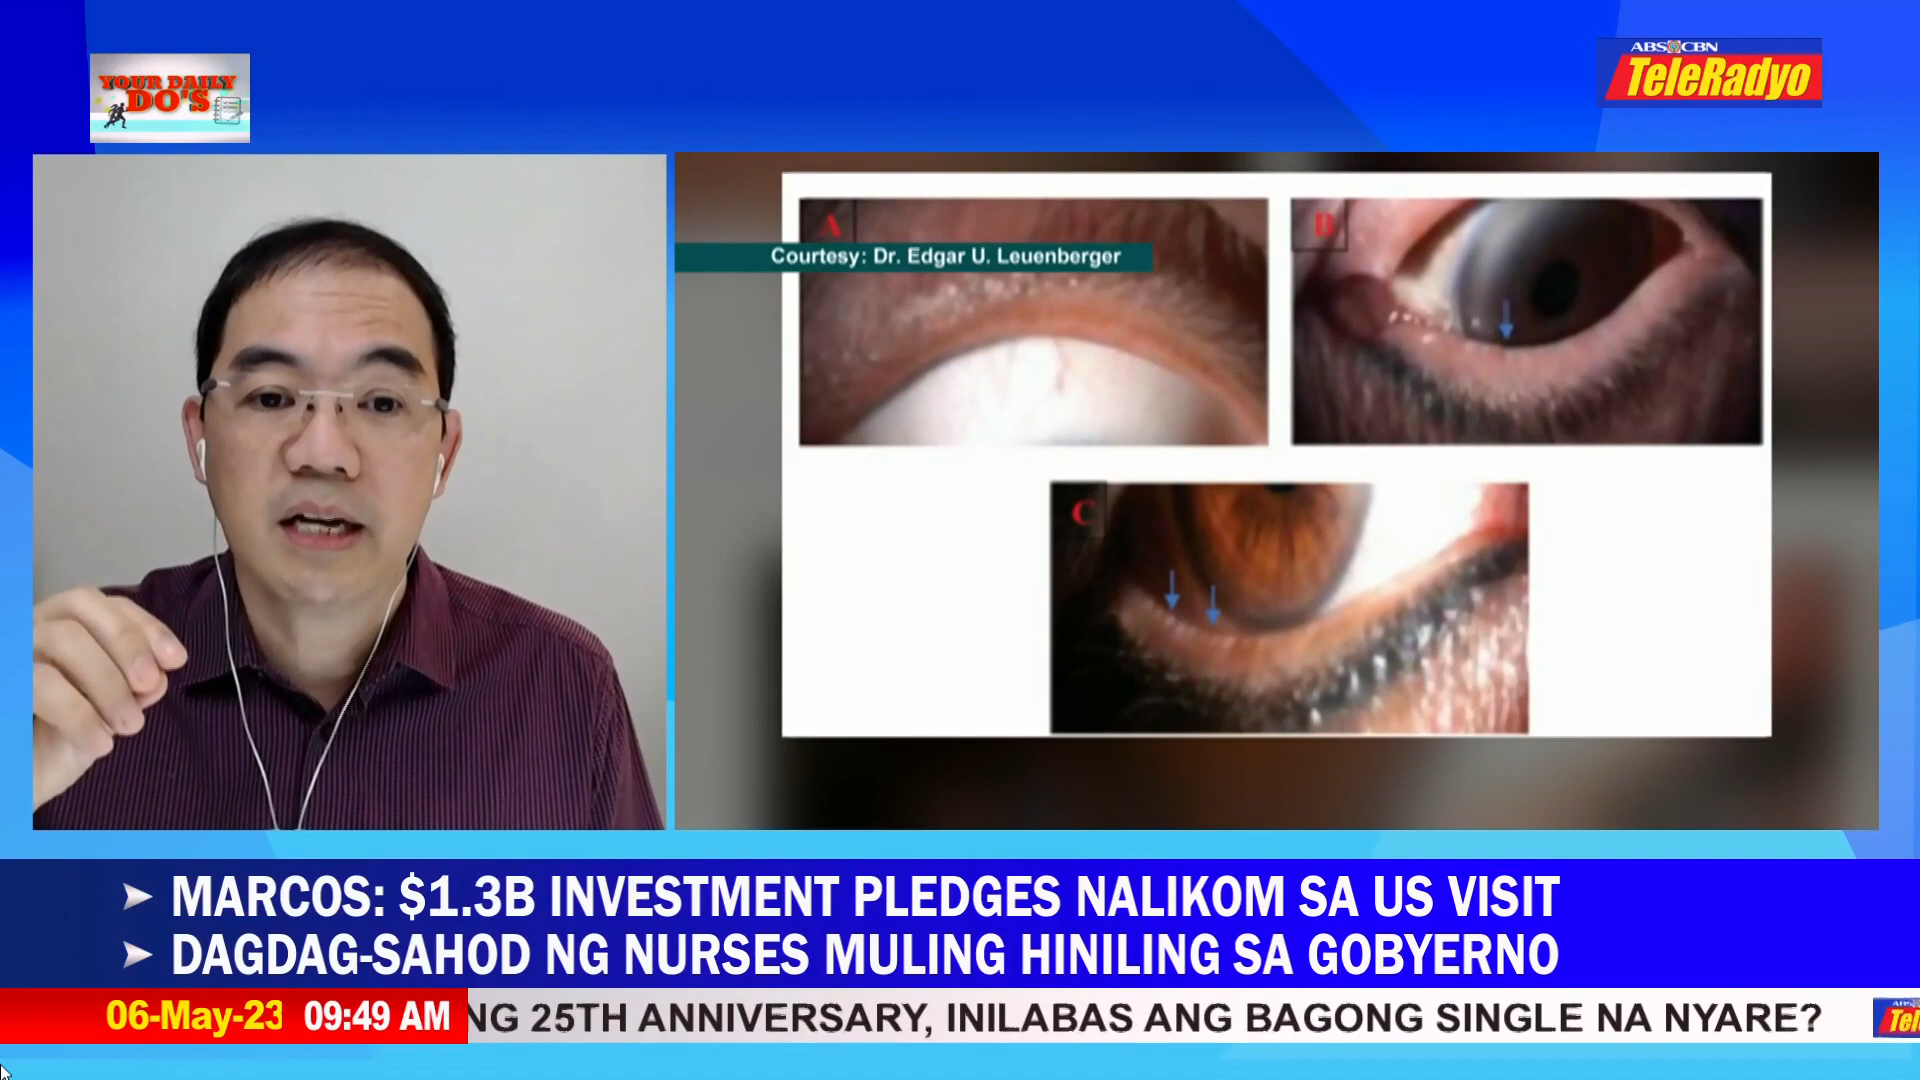 YOUR DAILY
DO'S
ABS CBN
TeleRadyo
A
B
Courtesy: Dr. Edgar U. Leuenberger
C
MARCOS: $1.3B INVESTMENT PLEDGES NALIKOM SA US VISIT
DAGDAG-SAHOD NG NURSES MULING HINILING SA GOBYERNO
06-May-23 09:49 AM NG 25TH ANNIVERSARY, INILABAS ANG BAGONG SINGLE NA NYARE?